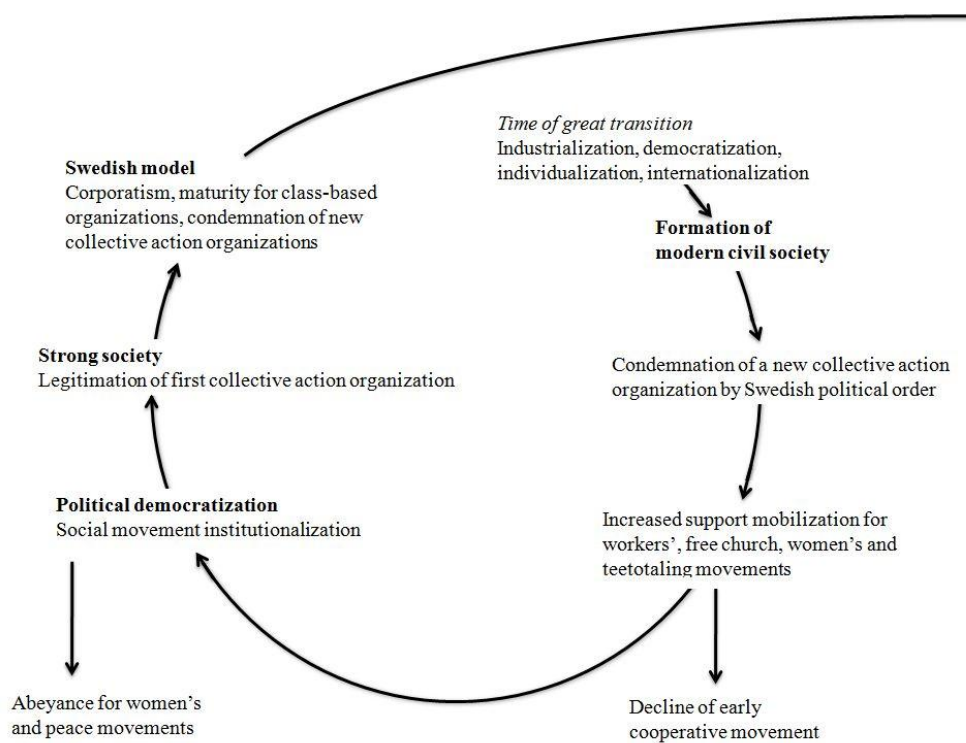 Time of great transition
Industrialization, democratization,
individualization, internationalization
Formation of
modern civil society
Condemnation of a new collective action
organization by Swedish political order
Increased support mobilization for
workers’, free church, women’s and
teetotaling movements
Decline of early
cooperative movement
Political democratization
Social movement institutionalization
Abeyance for women’s
and peace movements
Strong society
Legitimation of first collective action organization
Swedish model
Corporatism, maturity for class-based
organizations, condemnation of new
collective action organizations